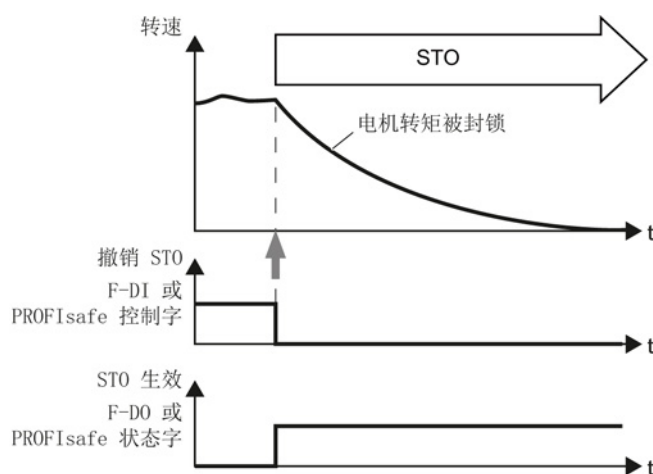 转速
STO
电机转矩被封锁
t
撤销 STO
F-DI 或
PROFIsafe 控制字
t
STO 生效
F-DO 或
PROFIsafe 状态字
t